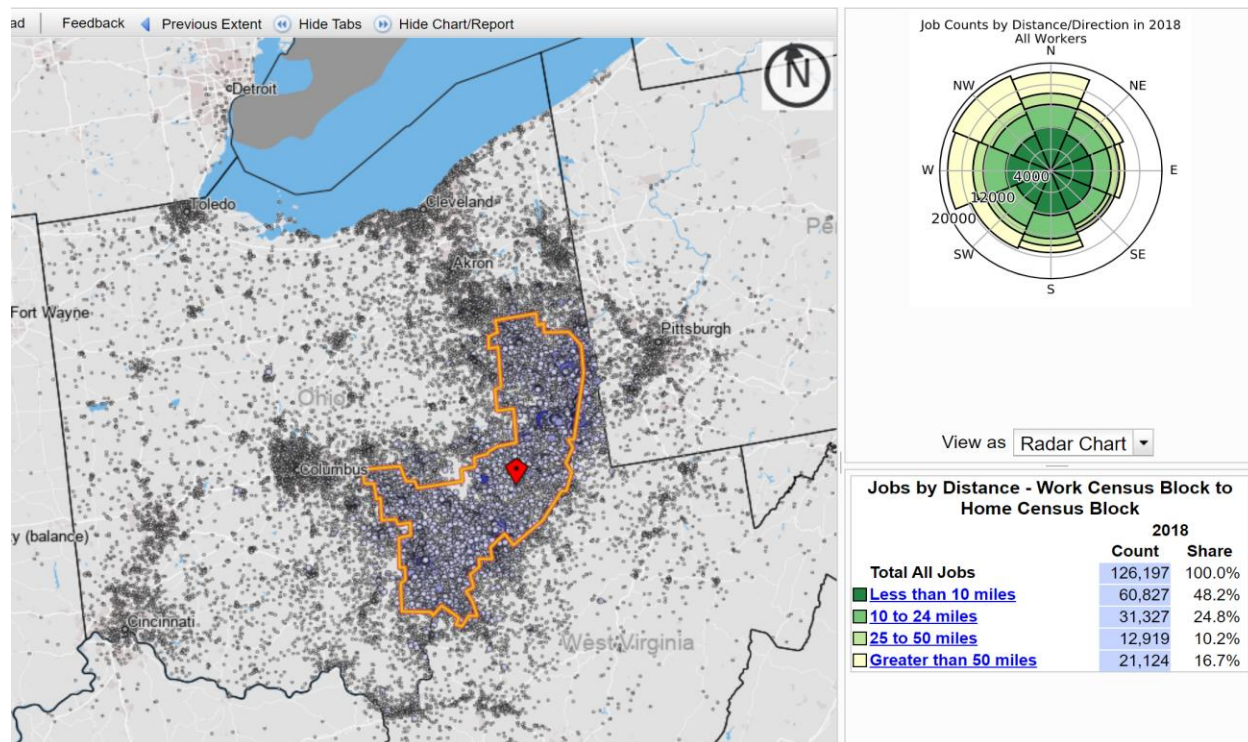 ad Feedback Previous Extent Hide Tabs Hide Chart/Report
N
Detroit
Toledo
Cleveland
Akron
Fort Wayne
Pittsburgh
Ohio
Columbus
y (balance)
Cincinnati
West Virginia
Pe
Job Counts by Distance/Direction in 2018
All Workers
N
NW NE
W E
4000
12000
20000
SW SE
S
View as Radar Chart
Jobs by Distance - Work Census Block to
Home Census Block
2018
Count Share
Total All Jobs 126,197 100.0%
Less than 10 miles 60,827 48.2%
10 to 24 miles 31,327 24.8%
25 to 50 miles 12,919 10.2%
Greater than 50 miles 21,124 16.7%